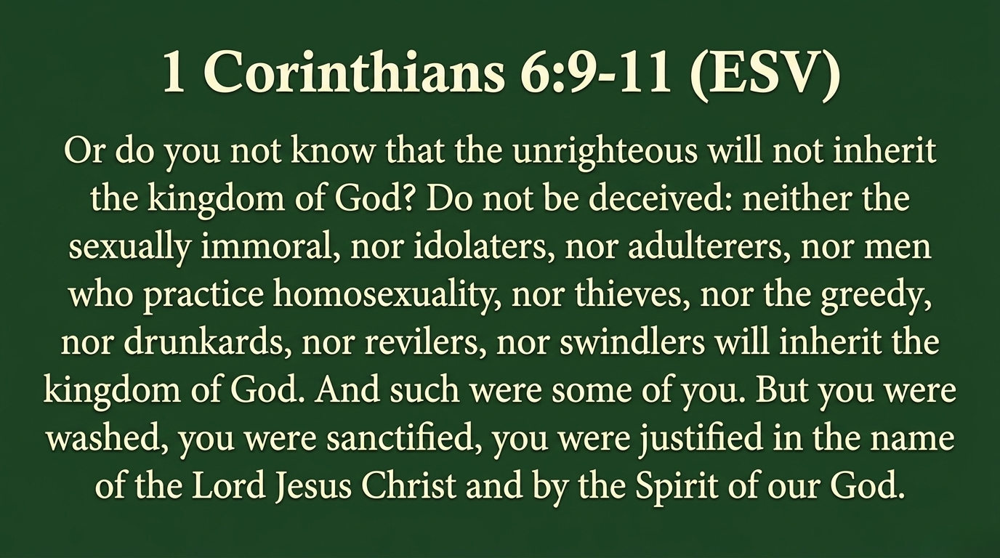 1 Corinthians 6:9-11 (ESV)
Or do you not know that the unrighteous will not inherit
the kingdom of God? Do not be deceived: neither the
sexually immoral, nor idolaters, nor adulterers, nor men
who practice homosexuality, nor thieves, nor the greedy,
nor drunkards, nor revilers, nor swindlers will inherit the
kingdom of God. And such were some of you. But you were
washed, you were sanctified, you were justified in the name
of the Lord Jesus Christ and by the Spirit of our God.